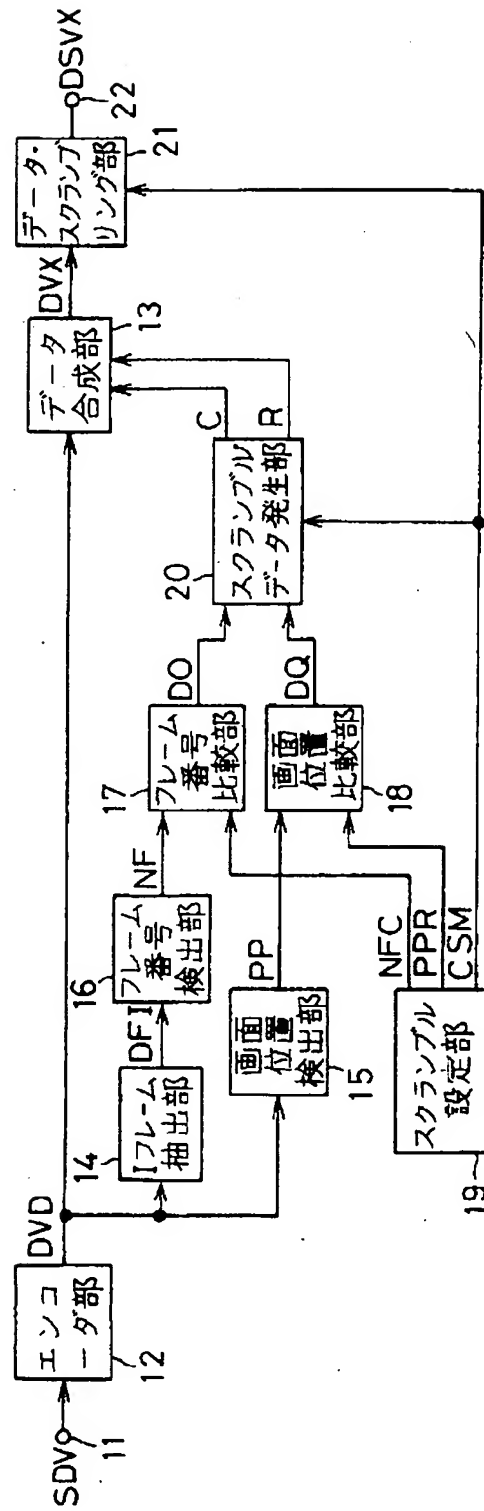 SDV
11
エンコ
ーダ部
12
DVD
Iフレーム
抽出部
14
DFI
フレーム
番号
検出部
16
NF
フレーム
番号
比較部
17
DO
画面
位置
検出部
15
PP
画面
位置
比較部
18
DQ
スクランブル
設定部
19
NFC
PPR
CSM
スクランブル
データ発生部
20
C
R
データ
合成部
13
DVX
データ・
スクランブ
リング部
21
22
DSVX